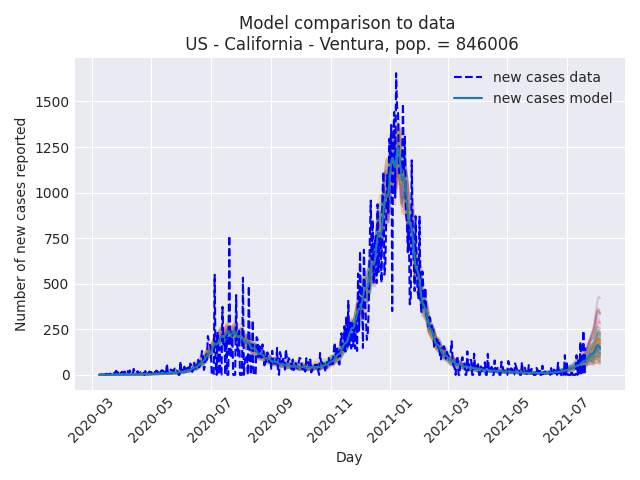 Model comparison to data
US - California - Ventura, pop. = 846006
new cases data
new cases model
Number of new cases reported
1500
1250
1000
750
500
250
0
2020-03
2020-05
2020-07
2020-09
2020-11
2021-01
2021-03
2021-05
2021-07
Day